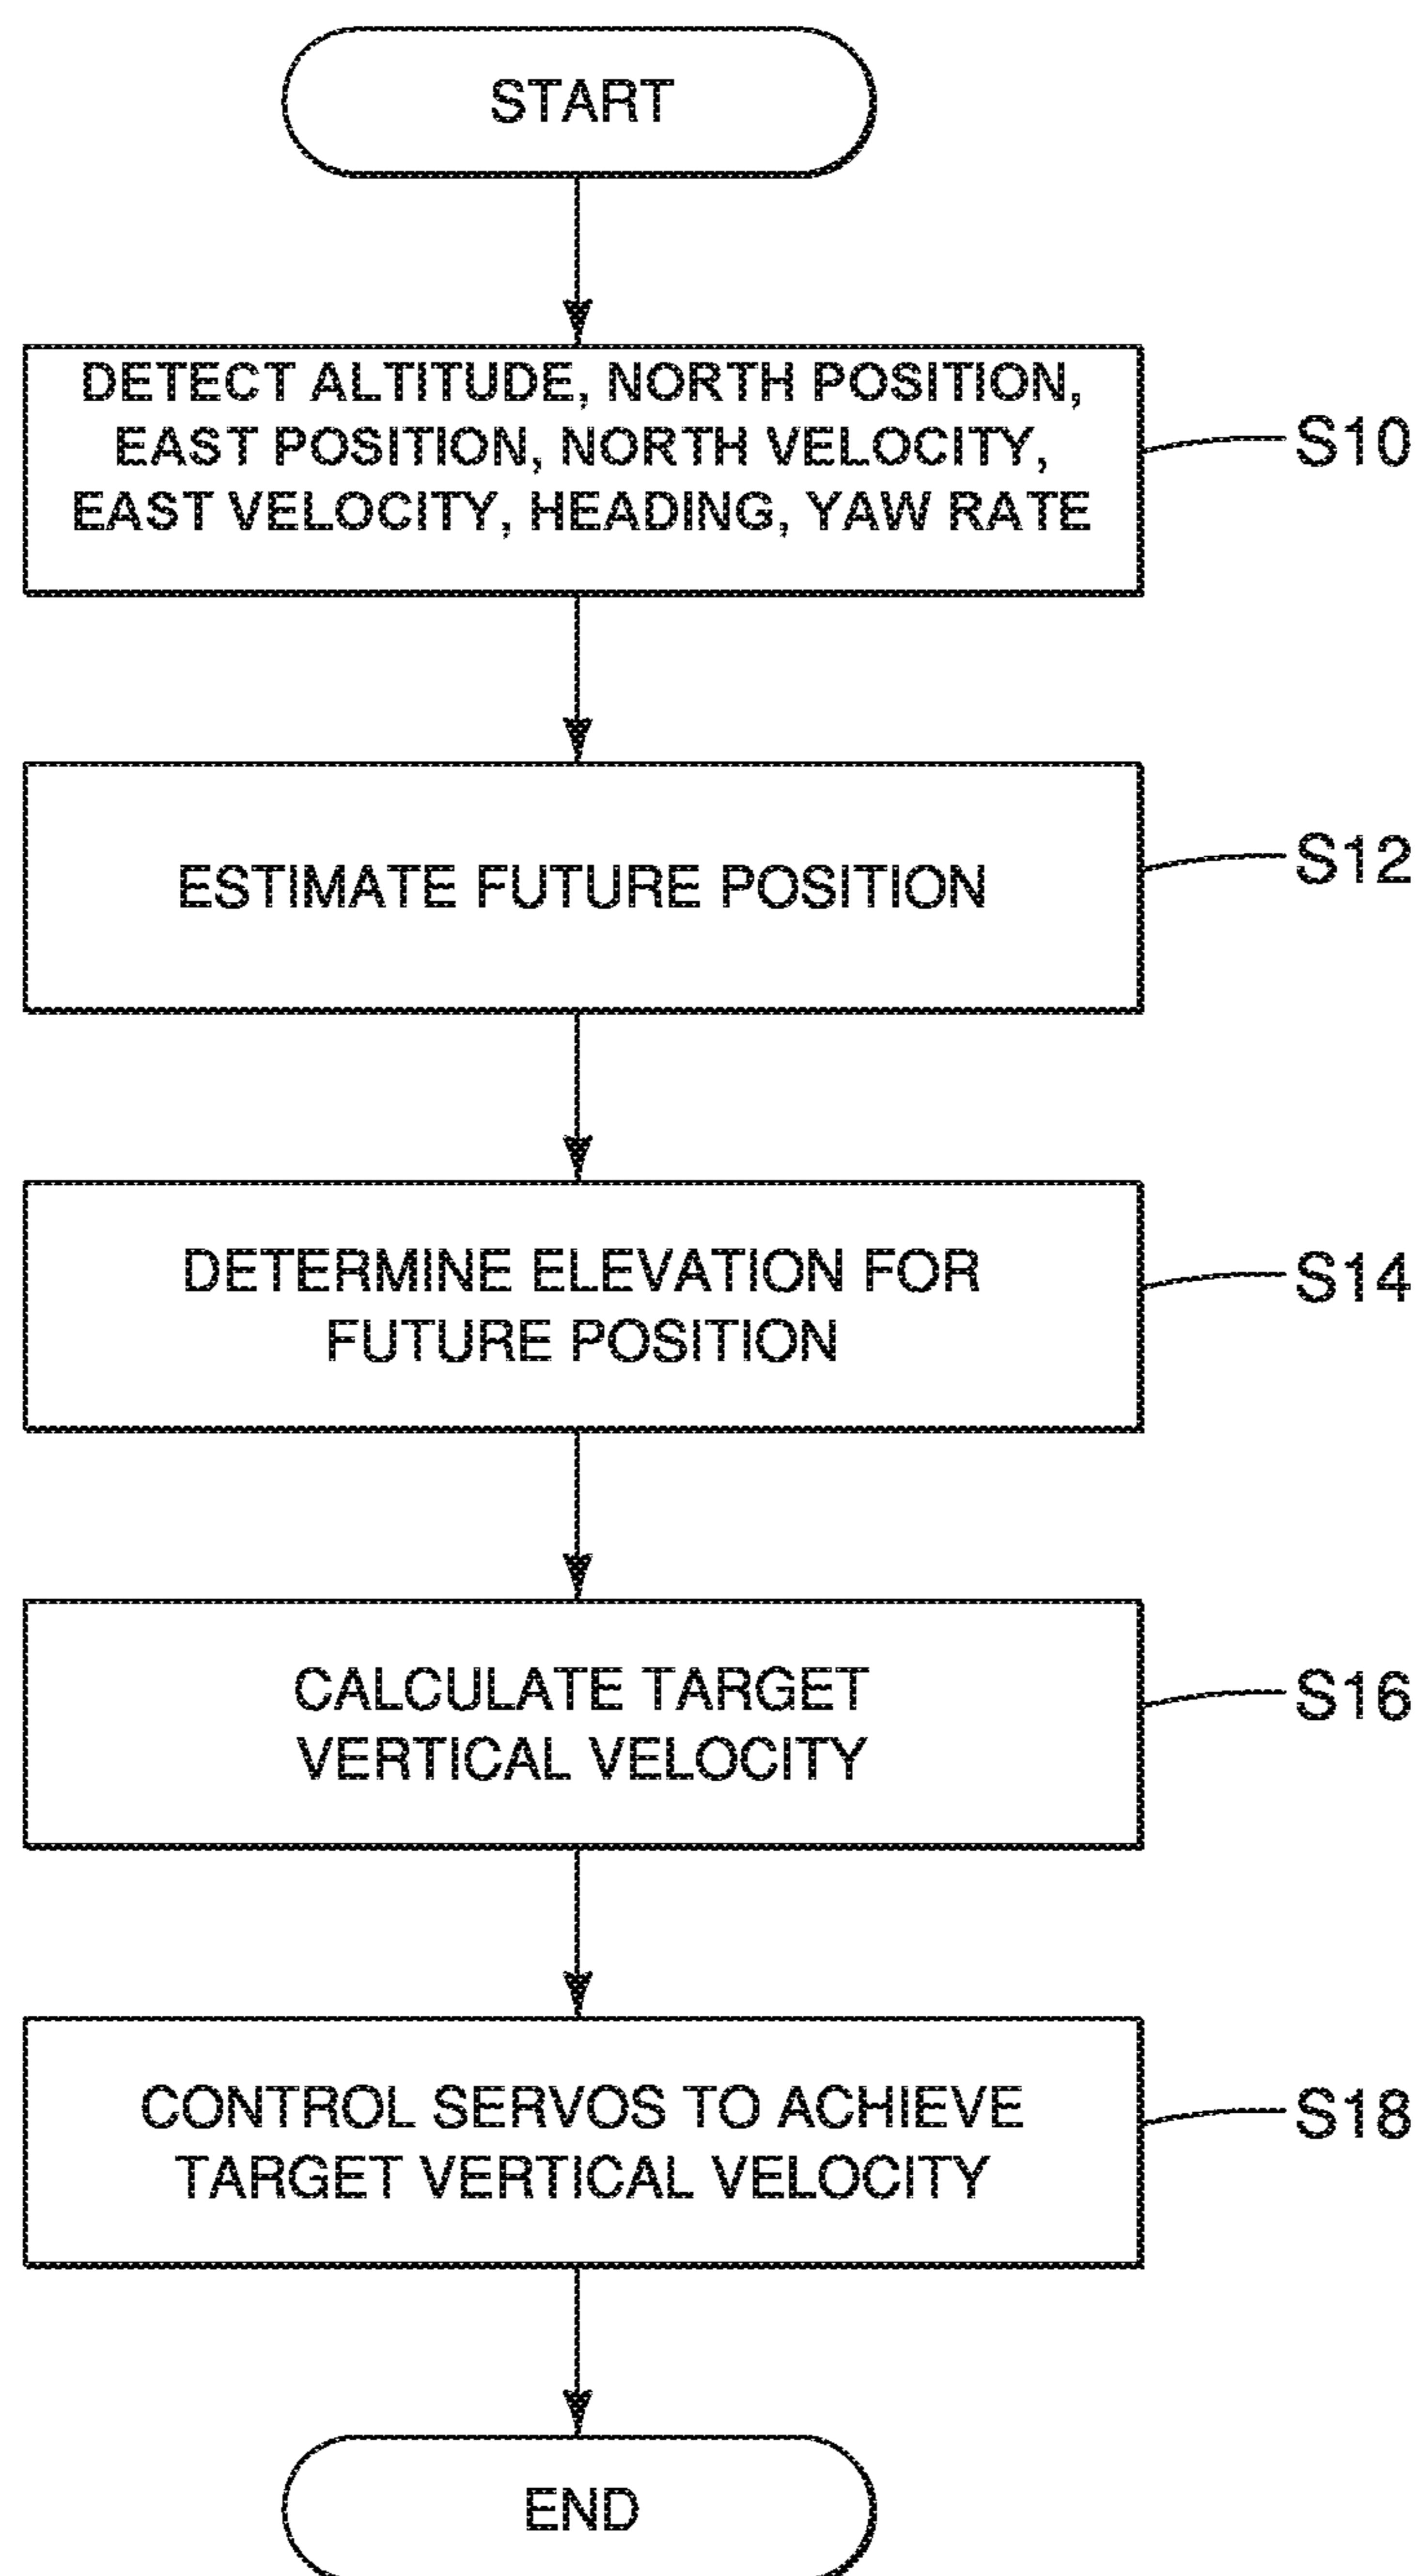 START
DETECT ALTITUDE, NORTH POSITION,
EAST POSITION, NORTH VELOCITY,
EAST VELOCITY, HEADING, YAW RATE
S10
ESTIMATE FUTURE POSITION
S12
DETERMINE ELEVATION FOR
FUTURE POSITION
S14
CALCULATE TARGET
VERTICAL VELOCITY
S16
CONTROL SERVOS TO ACHIEVE
TARGET VERTICAL VELOCITY
S18
END